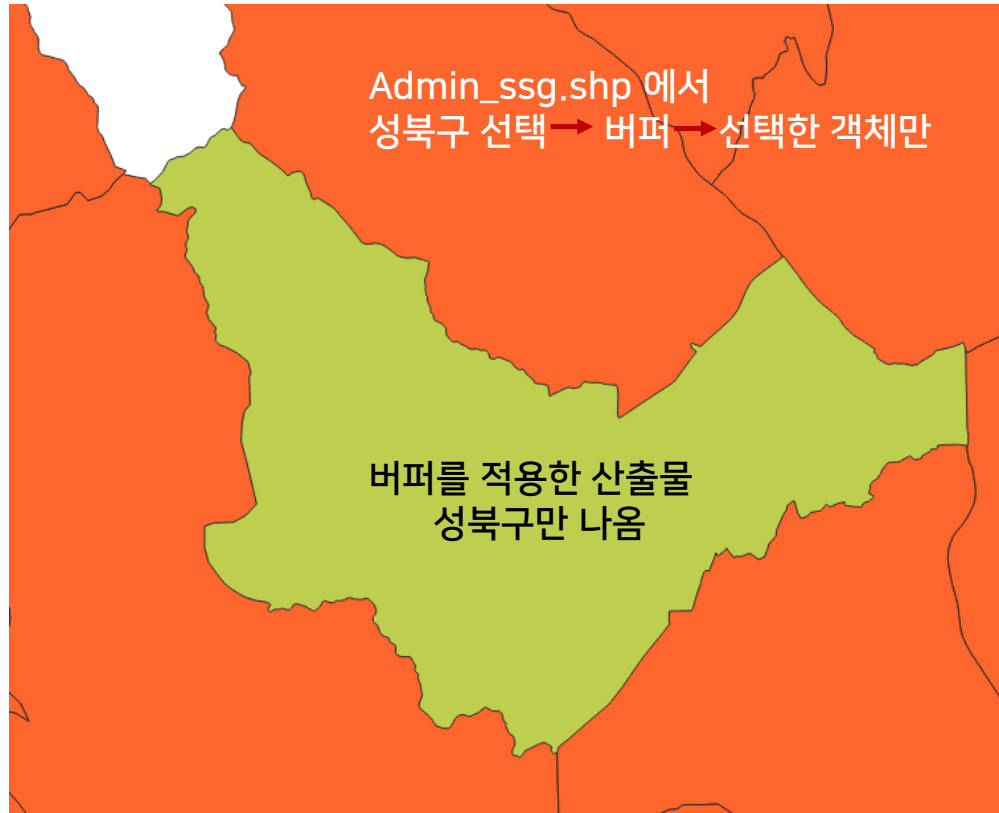 Admin_ssg.shp 에서
성북구 선택 → 버퍼 → 선택한 객체만
버퍼를 적용한 산출물
성북구만 나옴